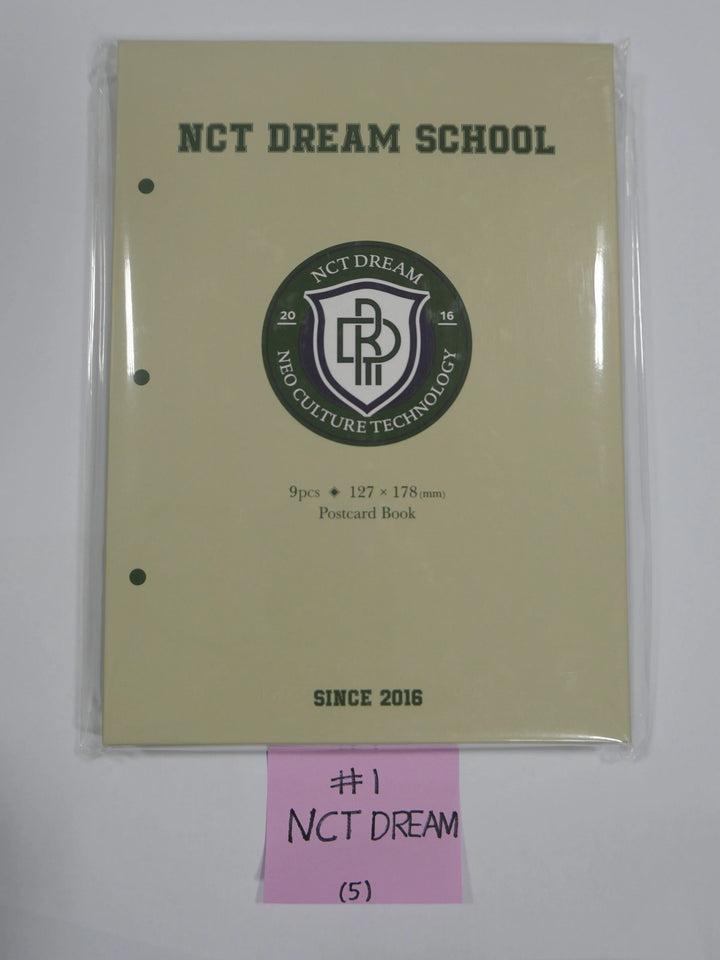 NCT DREAM SCHOOL
NCT DREAM
20 16
NEO CULTURE TECHNOLOGY
9pcs ◈ 127 × 178(mm)
Postcard Book
SINCE 2016
#1
NCT DREAM
(5)